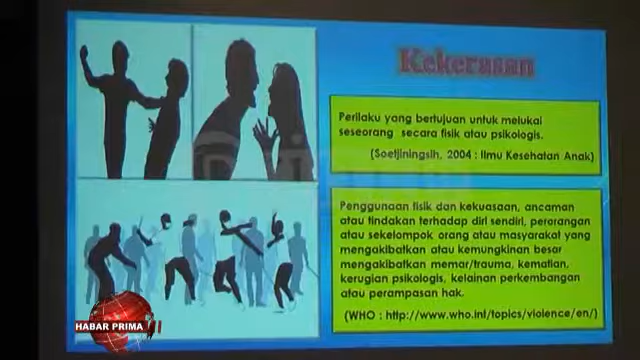 Kekerasan
Perilaku yang bertujuan untuk melukai
seseorang secara fisik atau psikologis.
(Soetjiningsih, 2004 : Ilmu Kesehatan Anak)
Penggunaan fisik dan kekuasaan, ancaman
atau tindakan terhadap diri sendiri, perorangan
atau sekelompok orang atau masyarakat yang
mengakibatkan atau kemungkinan besar
mengakibatkan memar/trauma, kematian,
kerugian psikologis, kelainan perkembangan
atau perampasan hak.
(WHO : http://www.who.int/topics/violence/en/)
HABAR PRIMA